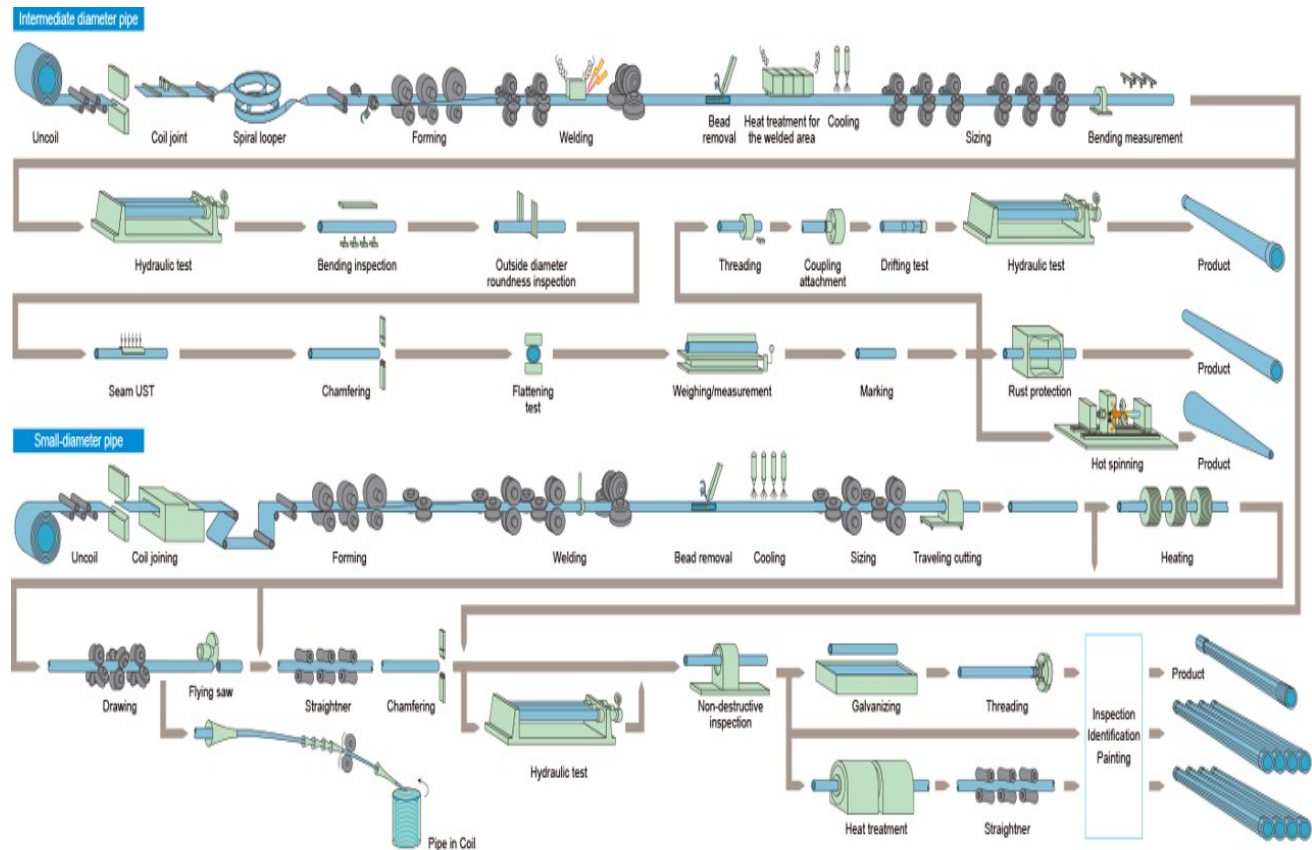 Intermediate diameter pipe
Uncoil
Coil joint
Spiral looper
Forming
Welding
Bead
removal
Heat treatment for
the welded area
Cooling
Sizing
Bending measurement
Hydraulic test
Bending inspection
Outside diameter
roundness inspection
Threading
Coupling
attachment
Drifting test
Hydraulic test
Product
Seam UST
Chamfering
Flattening
test
Weighing/measurement
Marking
Rust protection
Product
Hot spinning
Product
Small-diameter pipe
Uncoil
Coil joining
Forming
Welding
Bead removal
Cooling
Sizing
Traveling cutting
Heating
Drawing
Flying saw
Straightner
Chamfering
Hydraulic test
Non-destructive
inspection
Galvanizing
Threading
Inspection
Identification
Painting
Product
Heat treatment
Straightner
Pipe in Coil